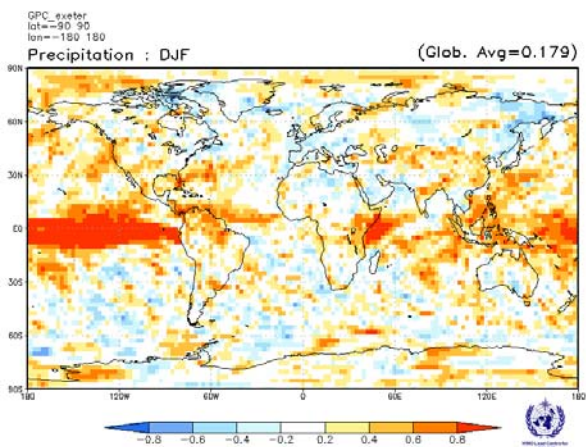 GPC_exeter
lat=-90 90
lon=-180 180
Precipitation : DJF (Glob. Avg=0.179)
90N
60N
30N
EQ
30S
60S
90S
180 120W 60W 0 60E 120E 180
-0.8 -0.6 -0.4 -0.2 0.2 0.4 0.6 0.8